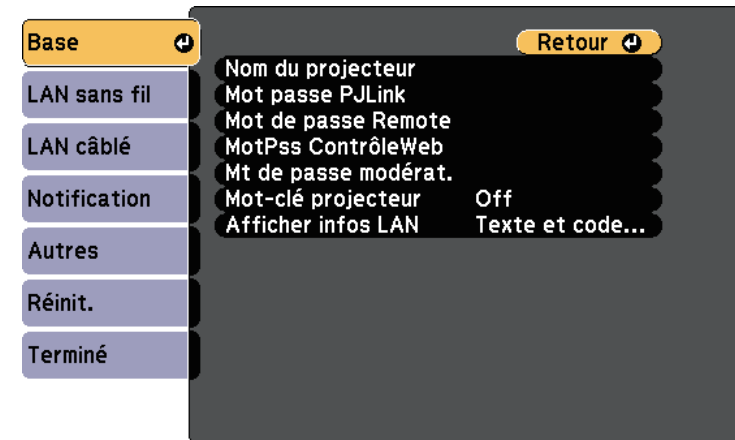 Base
LAN sans fil
LAN câblé
Notification
Autres
Réinit.
Terminé
Retour
Nom du projecteur
Mot passe PJLink
Mot de passe Remote
MotPss ContrôleWeb
Mt de passe modérat.
Mot-clé projecteur Off
Afficher infos LAN Texte et code...